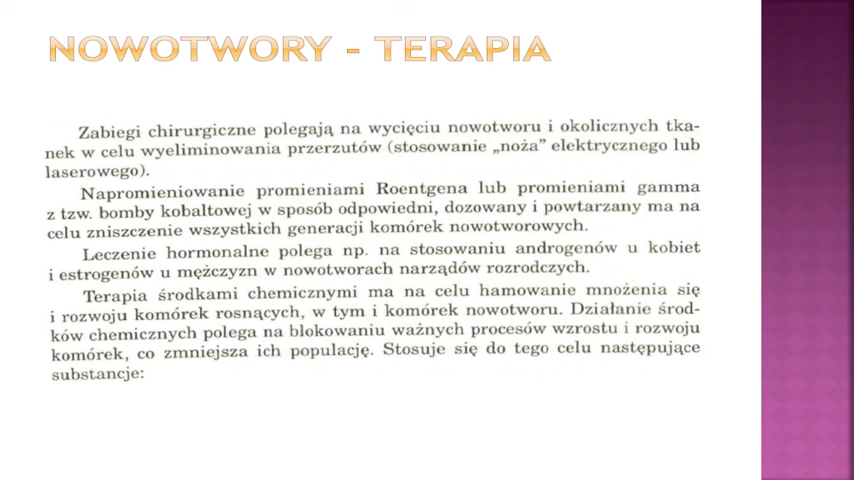 NOWOTWORY - TERAPIA
Zabiegi chirurgiczne polegają na wycięciu nowotworu i okolicznych tka-
nek w celu wyeliminowania przerzutów (stosowanie „noża” elektrycznego lub
laserowego).
Napromieniowanie promieniami Roentgena lub promieniami gamma
z tzw. bomby kobaltowej w sposób odpowiedni, dozowany i powtarzany ma na
celu zniszczenie wszystkich generacji komórek nowotworowych.
Leczenie hormonalne polega np. na stosowaniu androgenów u kobiet
i estrogenów u mężczyzn w nowotworach narządów rozrodczych.
Terapia środkami chemicznymi ma na celu hamowanie mnożenia się
i rozwoju komórek rosnących, w tym i komórek nowotworu. Działanie środ-
ków chemicznych polega na blokowaniu ważnych procesów wzrostu i rozwoju
komórek, co zmniejsza ich populację. Stosuje się do tego celu następujące
substancje: